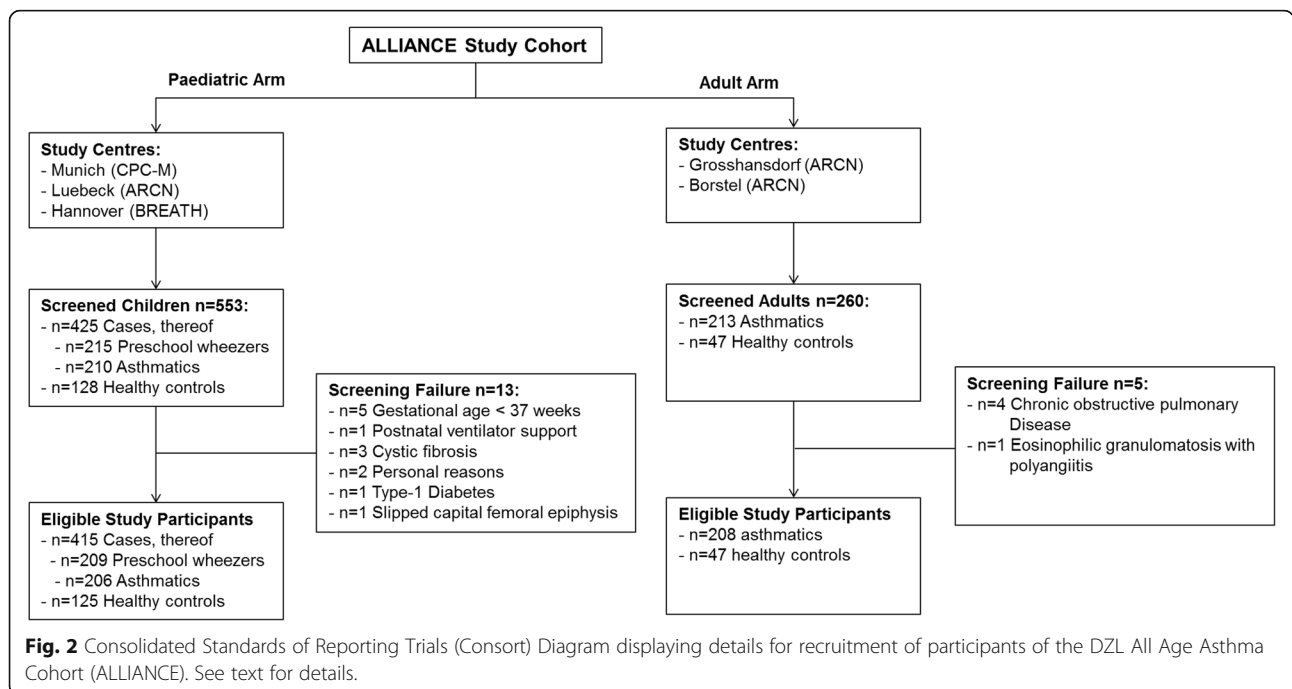 ALLIANCE Study Cohort
Paediatric Arm
Adult Arm
Study Centres:
- Munich (CPC-M)
- Luebeck (ARCN)
- Hannover (BREATH)
Study Centres:
- Grosshansdorf (ARCN)
- Borstel (ARCN)
Screened Children n=553:
- n=425 Cases, thereof
- n=215 Preschool wheezers
- n=210 Asthmatics
- n=128 Healthy controls
Screened Adults n=260:
- n=213 Asthmatics
- n=47 Healthy controls
Screening Failure n=13:
- n=5 Gestational age < 37 weeks
- n=1 Postnatal ventilator support
- n=3 Cystic fibrosis
- n=2 Personal reasons
- n=1 Type-1 Diabetes
- n=1 Slipped capital femoral epiphysis
Screening Failure n=5:
- n=4 Chronic obstructive pulmonary
Disease
- n=1 Eosinophilic granulomatosis with
polyangiitis
Eligible Study Participants
- n=415 Cases, thereof
- n=209 Preschool wheezers
- n=206 Asthmatics
- n=125 Healthy controls
Eligible Study Participants
- n=208 asthmatics
- n=47 healthy controls
Fig. 2 Consolidated Standards of Reporting Trials (Consort) Diagram displaying details for recruitment of participants of the DZL All Age Asthma
Cohort (ALLIANCE). See text for details.